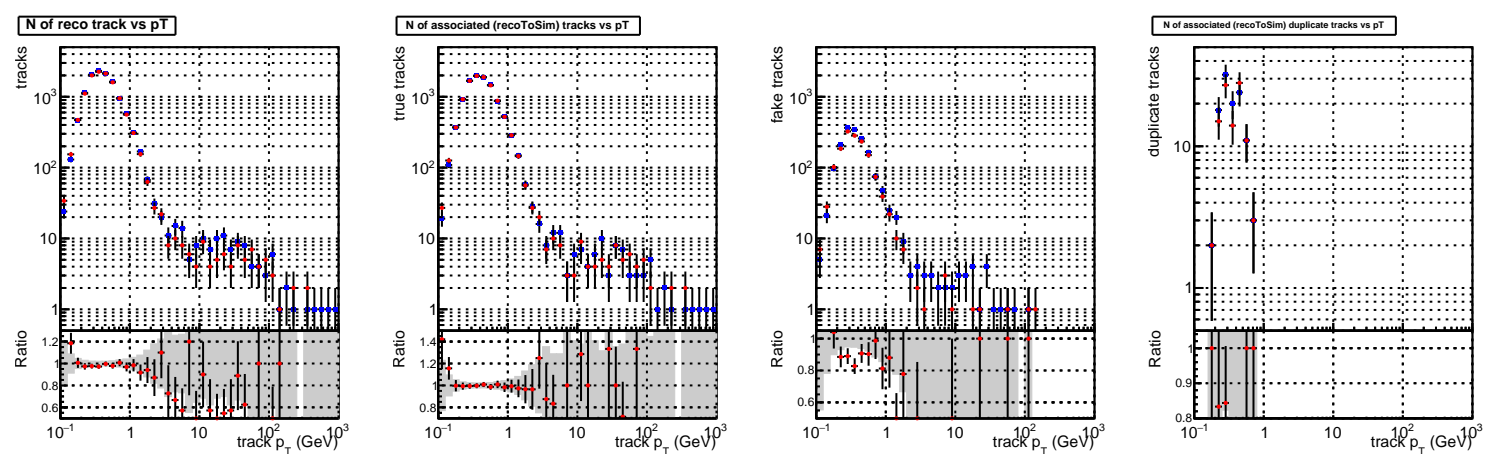 N of reco track vs pT
tracks
10³
10²
10
1
Ratio
1.2
1
0.8
0.6
10⁻¹ 1 10 10² 10³
track p_T (GeV)
N of associated (recoToSim) tracks vs pT
true tracks
10³
10²
10
1
Ratio
1.4
1.2
1
0.8
10⁻¹ 1 10 10² 10³
track p_T (GeV)
fake tracks
10³
10²
10
1
Ratio
1
0.8
0.6
10⁻¹ 1 10 10² 10³
track p_T (GeV)
N of associated (recoToSim) duplicate tracks vs pT
duplicate tracks
10
1
Ratio
1
0.9
0.8
10⁻¹ 1 10 10² 10³
track p_T (GeV)